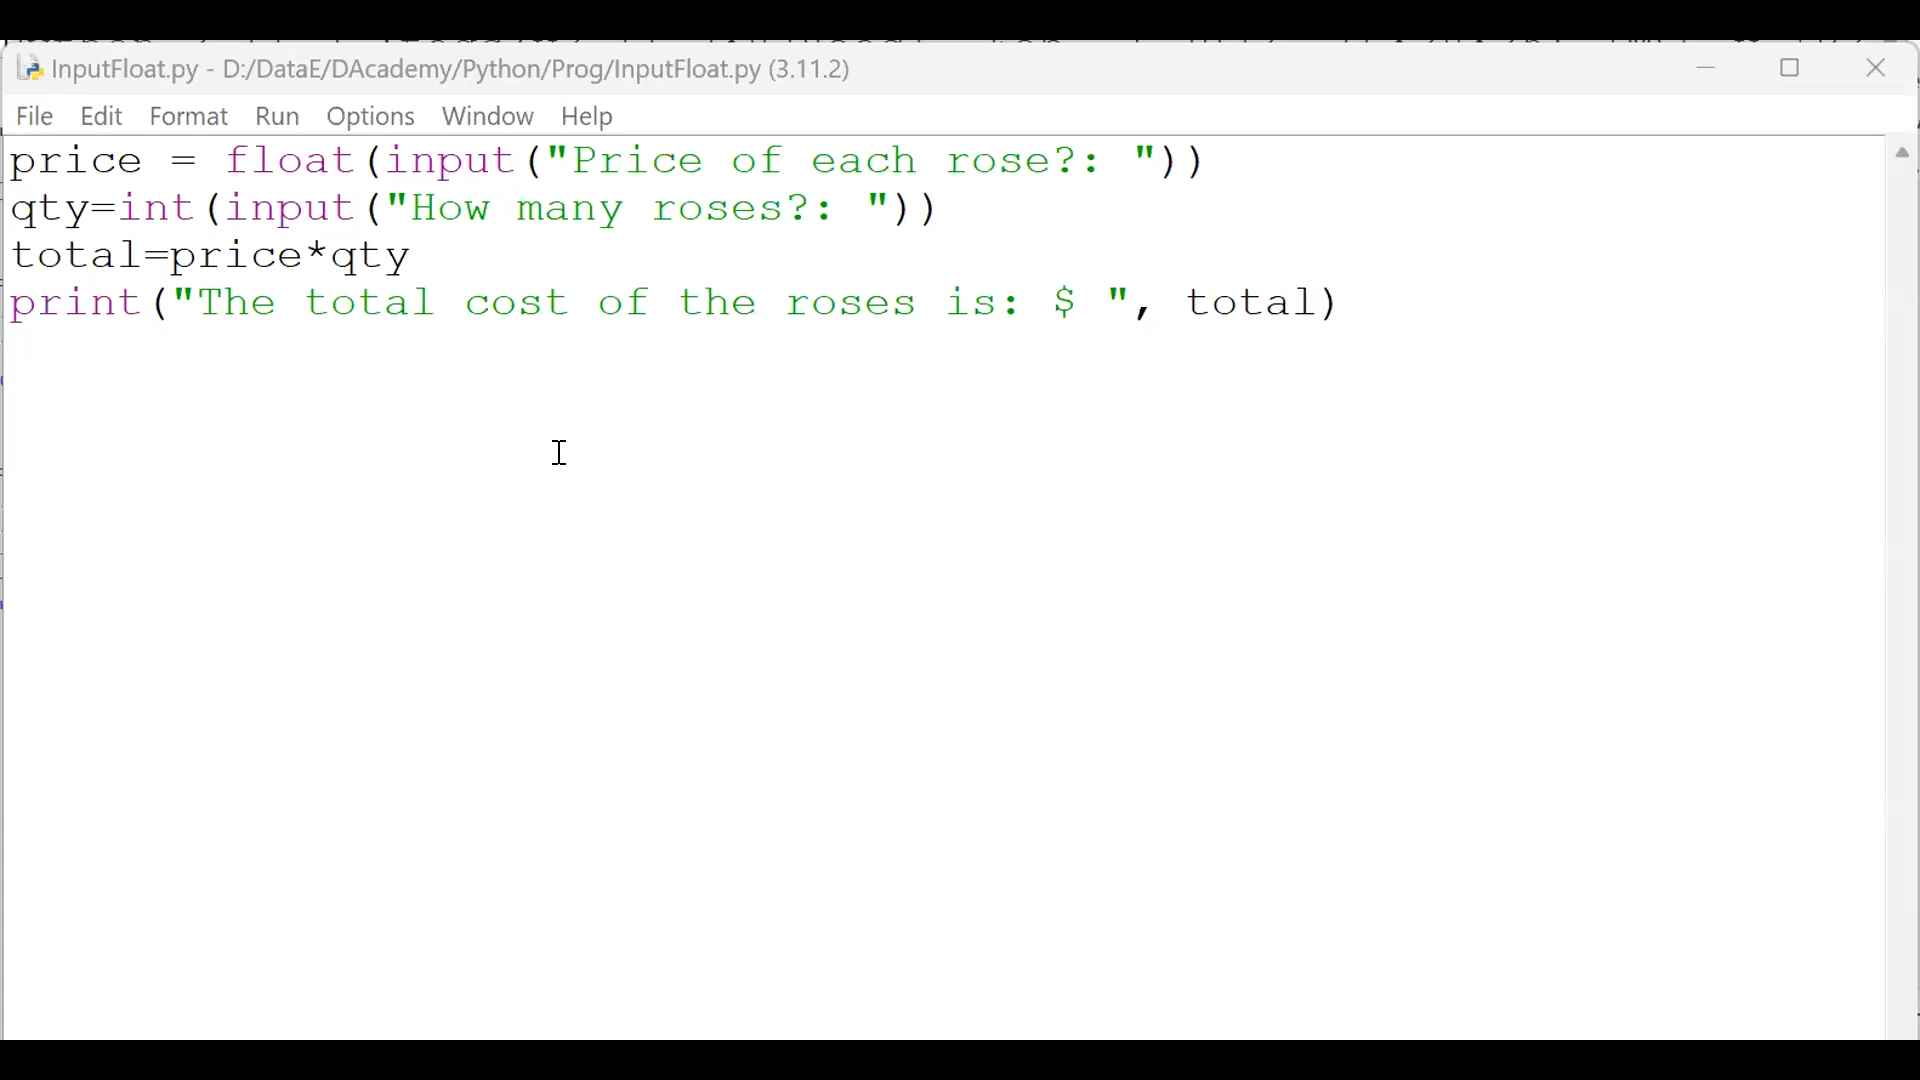 InputFloat.py - D:/DataE/DAcademy/Python/Prog/InputFloat.py (3.11.2)
File Edit Format Run Options Window Help
price = float(input("Price of each rose?: "))
qty=int(input("How many roses?: "))
total=price*qty
print("The total cost of the roses is: $ ", total)